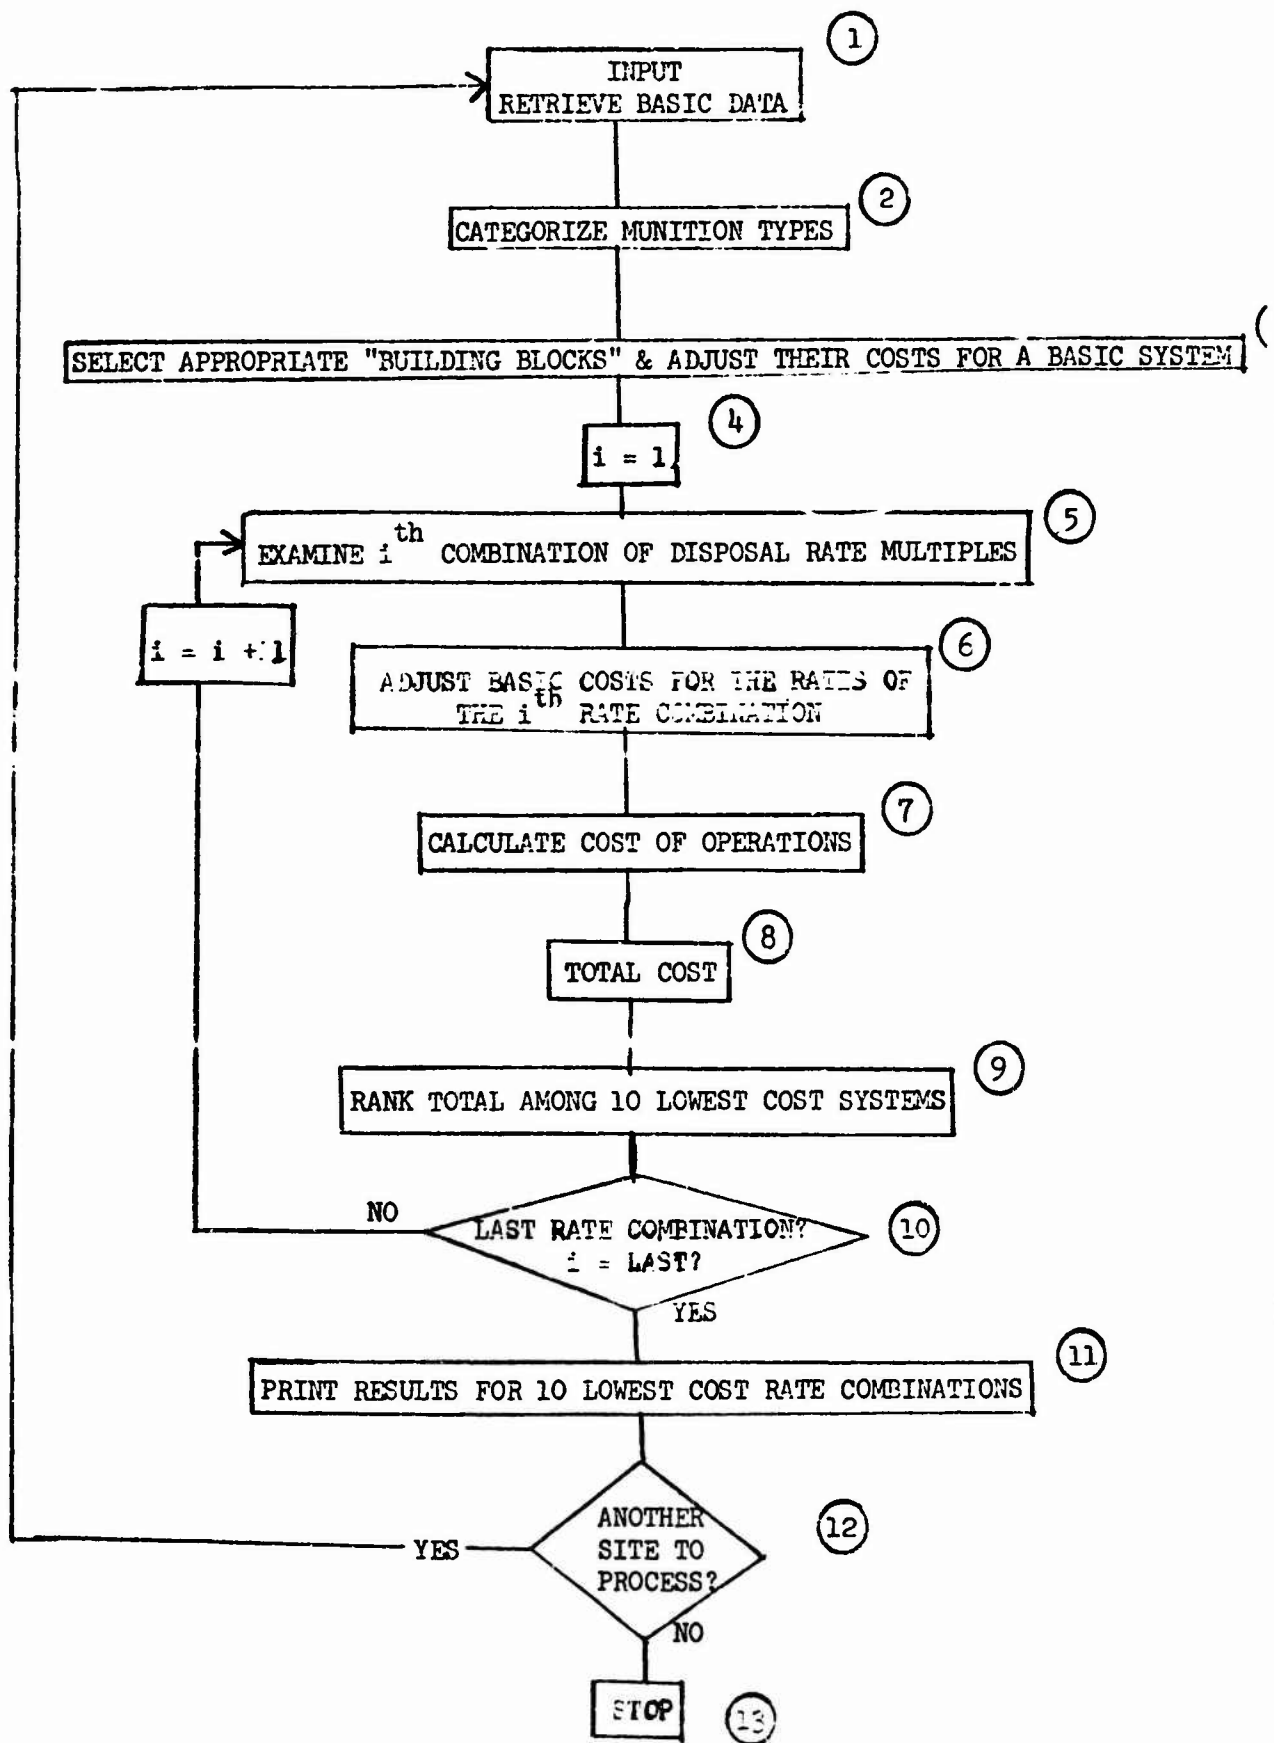 1
INPUT
RETRIEVE BASIC DATA
2
CATEGORIZE MUNITION TYPES
SELECT APPROPRIATE "BUILDING BLOCKS" & ADJUST THEIR COSTS FOR A BASIC SYSTEM
4
i = 1
5
EXAMINE i th COMBINATION OF DISPOSAL RATE MULTIPLES
i = i + 1
6
ADJUST BASIC COSTS FOR THE RATES OF
THE i th RATE COMBINATION
7
CALCULATE COST OF OPERATIONS
8
TOTAL COST
9
RANK TOTAL AMONG 10 LOWEST COST SYSTEMS
NO
LAST RATE COMBINATION?
i = LAST?
10
YES
11
PRINT RESULTS FOR 10 LOWEST COST RATE COMBINATIONS
12
ANOTHER
SITE TO
PROCESS?
YES
NO
STOP
13